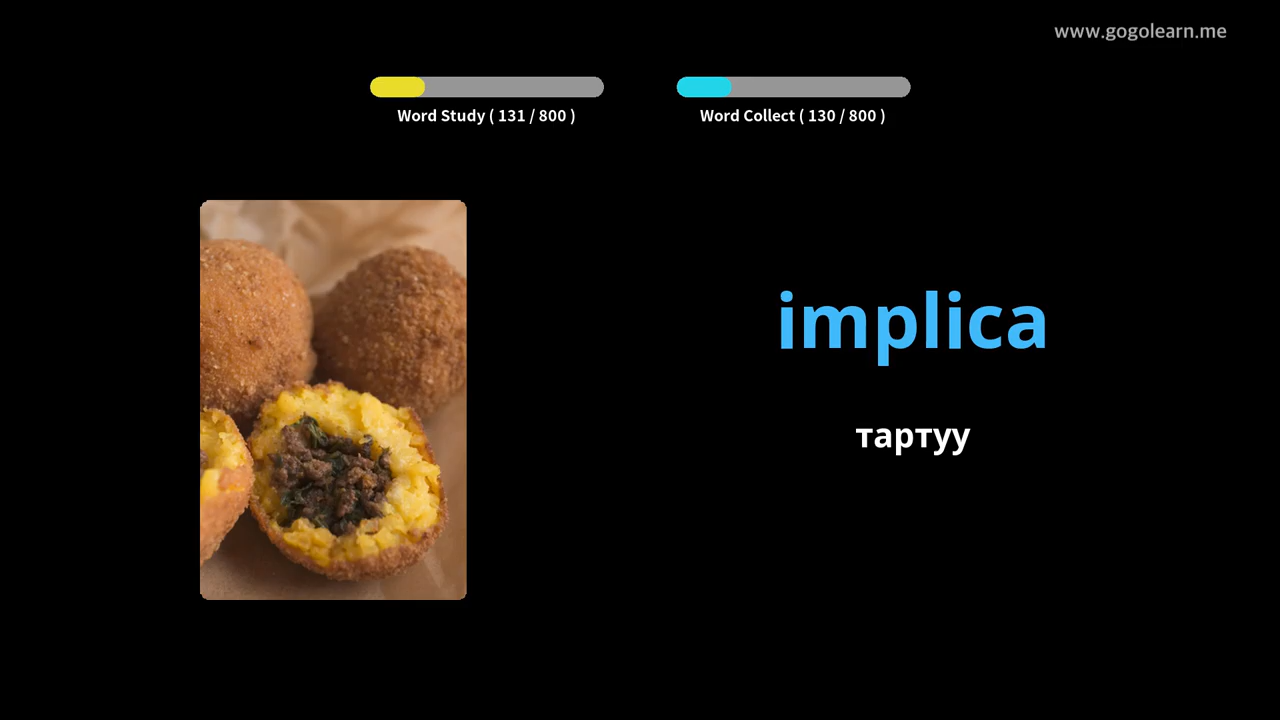 www.gogolearn.me
Word Study ( 131 / 800 )
Word Collect ( 130 / 800 )
implica
тартуу